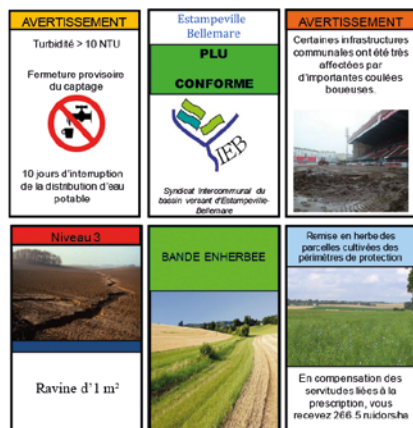 AVERTISSEMENT
Turbidité > 10 NTU
Fermeture provisoire
du captage
10 jours d'interruption
de la distribution d'eau
potable
Estampeville
Bellemare
PLU
CONFORME
IEB
Syndicat Intercommunal du
bassin versant d'Estampeville-
Bellemare
AVERTISSEMENT
Certaines infrastructures
communales ont été très
affectées par
d'importantes coulées
boueuses.
Niveau 3
Ravine d'1 m²
BANDE ENHERBEE
Remise en herbe des
parcelles cultivées des
périmètres de protection
En compensation des
servitudes liées à la
prescription, vous
recevez 266.5 ruidors/ha